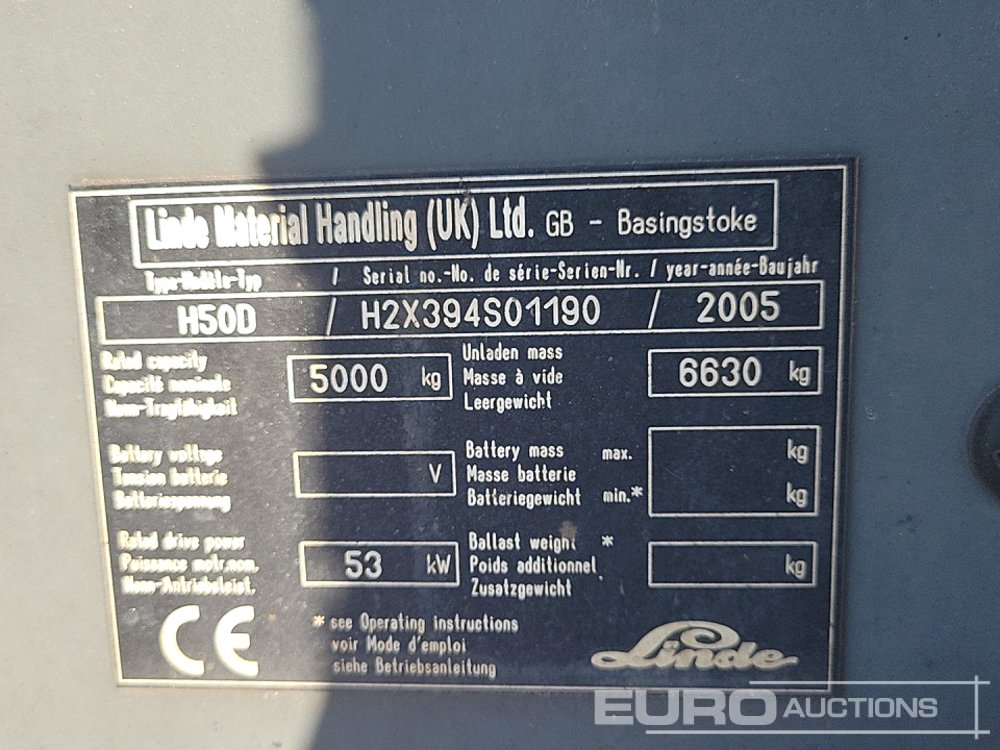 Linde Material Handling (UK) Ltd. GB - Basingstoke
Type-Modèle-Typ / Serial no.-No. de série-Serien-Nr. / year-année-Baujahr
H50D / H2X394S01190 / 2005
Rated capacity
Capacité nominale
Nenn-Tragfähigkeit
5000 kg
Unladen mass
Masse à vide
Leergewicht
6630 kg
Battery voltage
Tension batterie
Batteriespannung
V
Battery mass max.
Masse batterie
Batteriegewicht min.*
kg
kg
Rated drive power
Puissance motr.nom.
Nenn-Antriebsleist.
53 kW
Ballast weight *
Poids additionnel
Zusatzgewicht
kg
CE
* see Operating instructions
voir Mode d'emploi
siehe Betriebsanleitung
Linde
EURO AUCTIONS